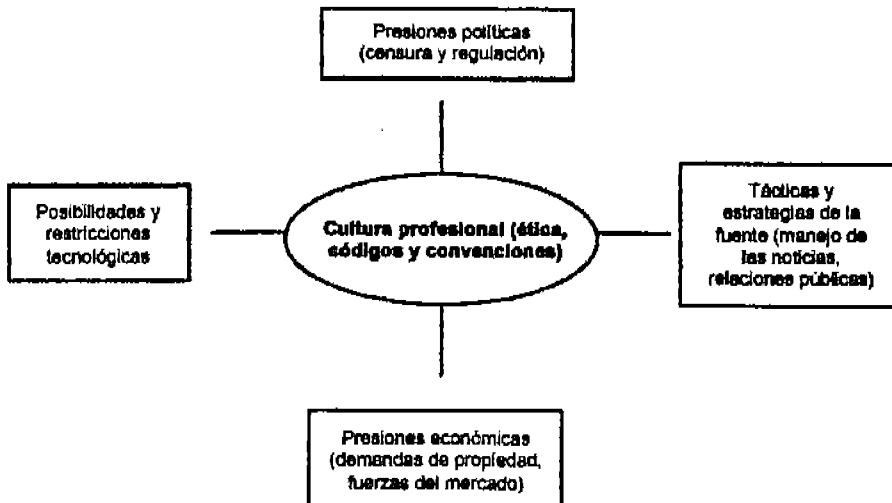 Presiones políticas
(censura y regulación)
Posibilidades y
restricciones
tecnológicas
Cultura profesional (ética,
códigos y convenciones)
Tácticas y
estrategias de la
fuente (manejo de
las noticias,
relaciones públicas)
Presiones económicas
(demandas de propiedad,
fuerzas del mercado)